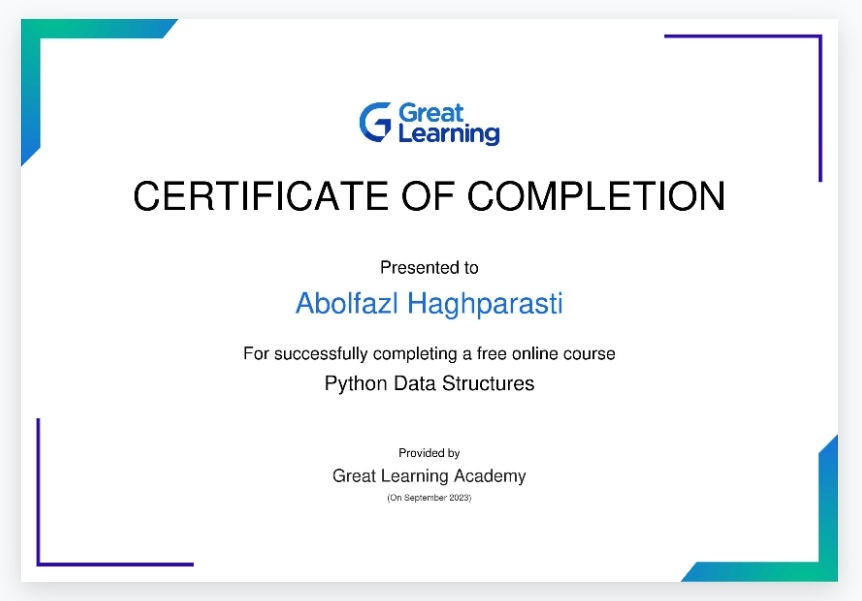 Great
Learning
CERTIFICATE OF COMPLETION
Presented to
Abolfazl Haghparasti
For successfully completing a free online course
Python Data Structures
Provided by
Great Learning Academy
(On September 2023)